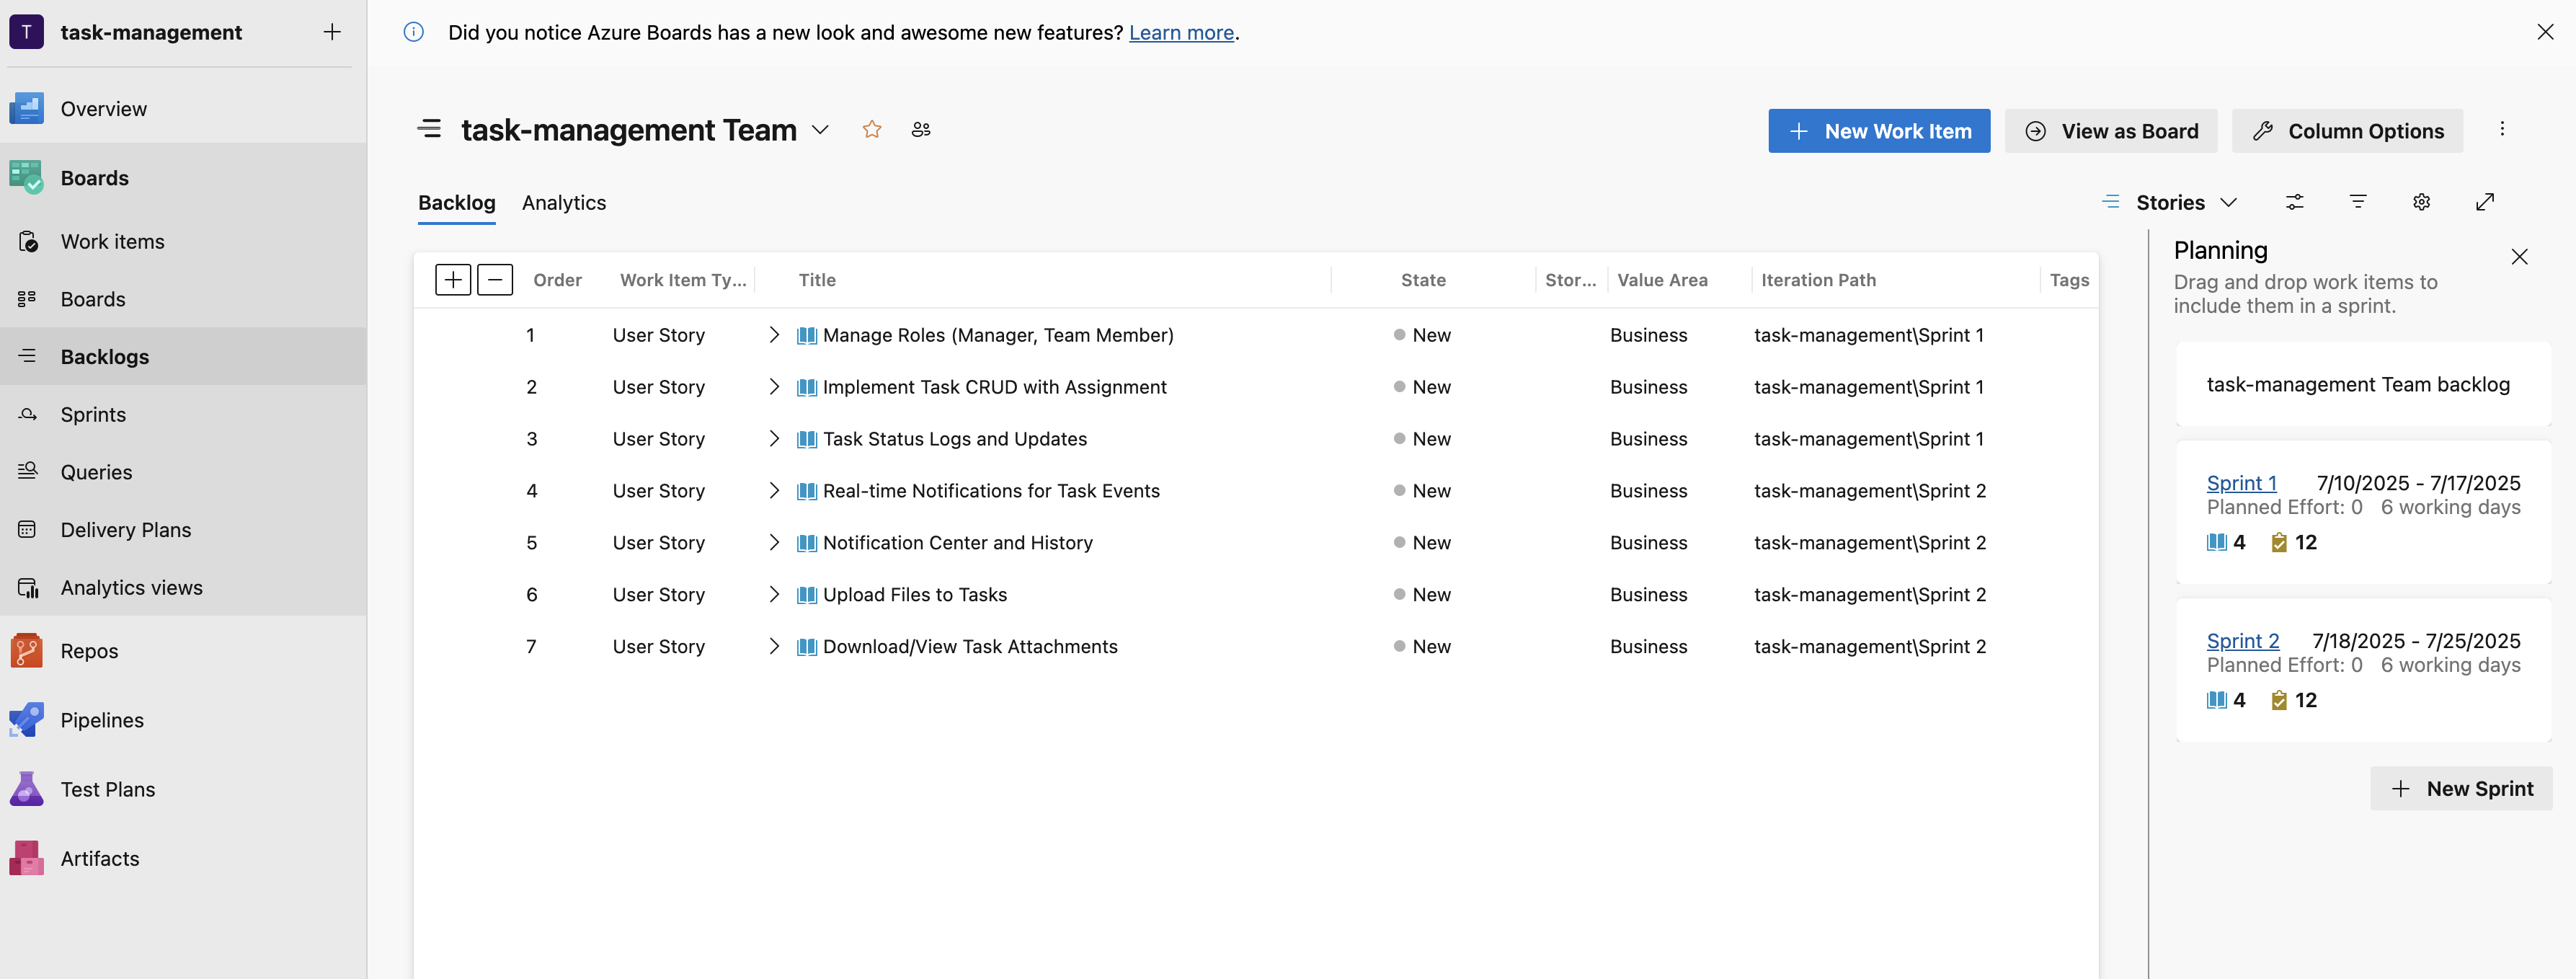 T task-management
Overview
Boards
Work items
Boards
Backlogs
Sprints
Queries
Delivery Plans
Analytics views
Repos
Pipelines
Test Plans
Artifacts
Did you notice Azure Boards has a new look and awesome new features? Learn more.
task-management Team
New Work Item View as Board Column Options
Backlog Analytics
Stories
Order Work Item Ty... Title State Stor... Value Area Iteration Path Tags
1 User Story Manage Roles (Manager, Team Member) New Business task-management\Sprint 1
2 User Story Implement Task CRUD with Assignment New Business task-management\Sprint 1
3 User Story Task Status Logs and Updates New Business task-management\Sprint 1
4 User Story Real-time Notifications for Task Events New Business task-management\Sprint 2
5 User Story Notification Center and History New Business task-management\Sprint 2
6 User Story Upload Files to Tasks New Business task-management\Sprint 2
7 User Story Download/View Task Attachments New Business task-management\Sprint 2
Planning
Drag and drop work items to
include them in a sprint.
task-management Team backlog
Sprint 1 7/10/2025 - 7/17/2025
Planned Effort: 0 6 working days
4 12
Sprint 2 7/18/2025 - 7/25/2025
Planned Effort: 0 6 working days
4 12
New Sprint